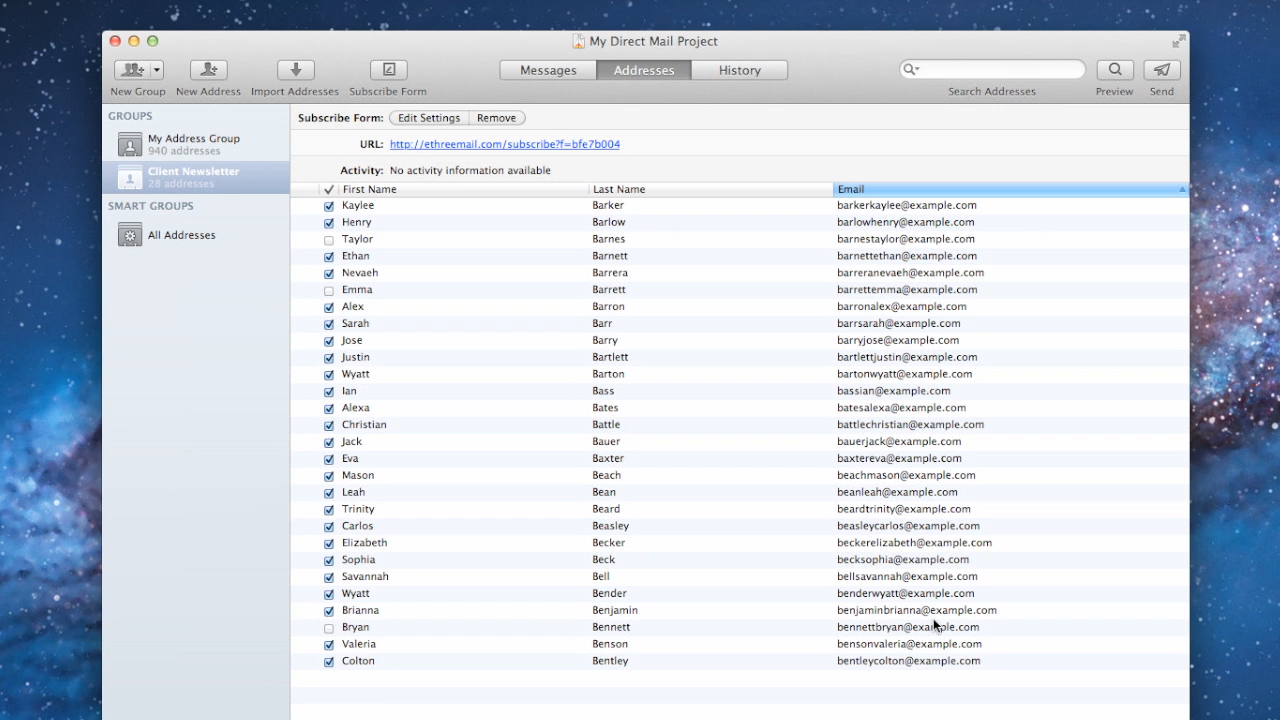 My Direct Mail Project
Messages Addresses History
New Group New Address Import Addresses Subscribe Form Search Addresses Preview Send
GROUPS
My Address Group
940 addresses
Client Newsletter
28 addresses
SMART GROUPS
All Addresses
Subscribe Form: Edit Settings Remove
URL: http://ethreemail.com/subscribe?f=bfe7b004
Activity: No activity information available
First Name Last Name Email
Kaylee Barker barkerkaylee@example.com
Henry Barlow barlowhenry@example.com
Taylor Barnes barnestaylor@example.com
Ethan Barnett barnettethan@example.com
Nevaeh Barrera barreranevaeh@example.com
Emma Barrett barrettemma@example.com
Alex Barron barronalex@example.com
Sarah Barr barrsarah@example.com
Jose Barry barryjose@example.com
Justin Bartlett bartlettjustin@example.com
Wyatt Barton bartonwyatt@example.com
Ian Bass bassian@example.com
Alexa Bates batesalexa@example.com
Christian Battle battlechristian@example.com
Jack Bauer bauerjack@example.com
Eva Baxter baxtereva@example.com
Mason Beach beachmason@example.com
Leah Bean beanleah@example.com
Trinity Beard beardtrinity@example.com
Carlos Beasley beasleycarlos@example.com
Elizabeth Becker beckerelizabeth@example.com
Sophia Beck becksophia@example.com
Savannah Bell bellsavannah@example.com
Wyatt Bender benderwyatt@example.com
Brianna Benjamin benjaminbrianna@example.com
Bryan Bennett bennettbryan@example.com
Valeria Benson bensonvaleria@example.com
Colton Bentley bentleycolton@example.com